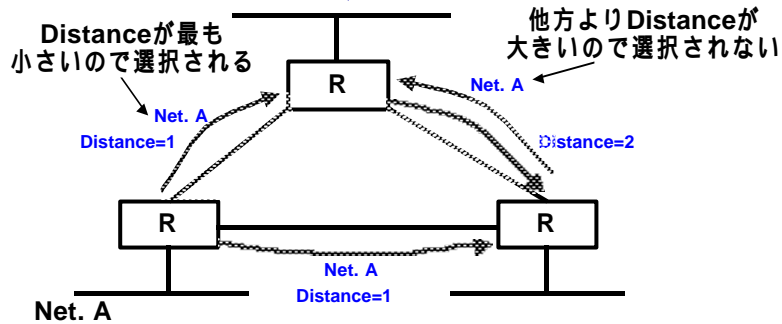 Distanceが最も
小さいので選択される
他方よりDistanceが
大きいので選択されない
R
Net. A
Net. A
Distance=1
Distance=2
R
R
Net. A
Distance=1
Net. A